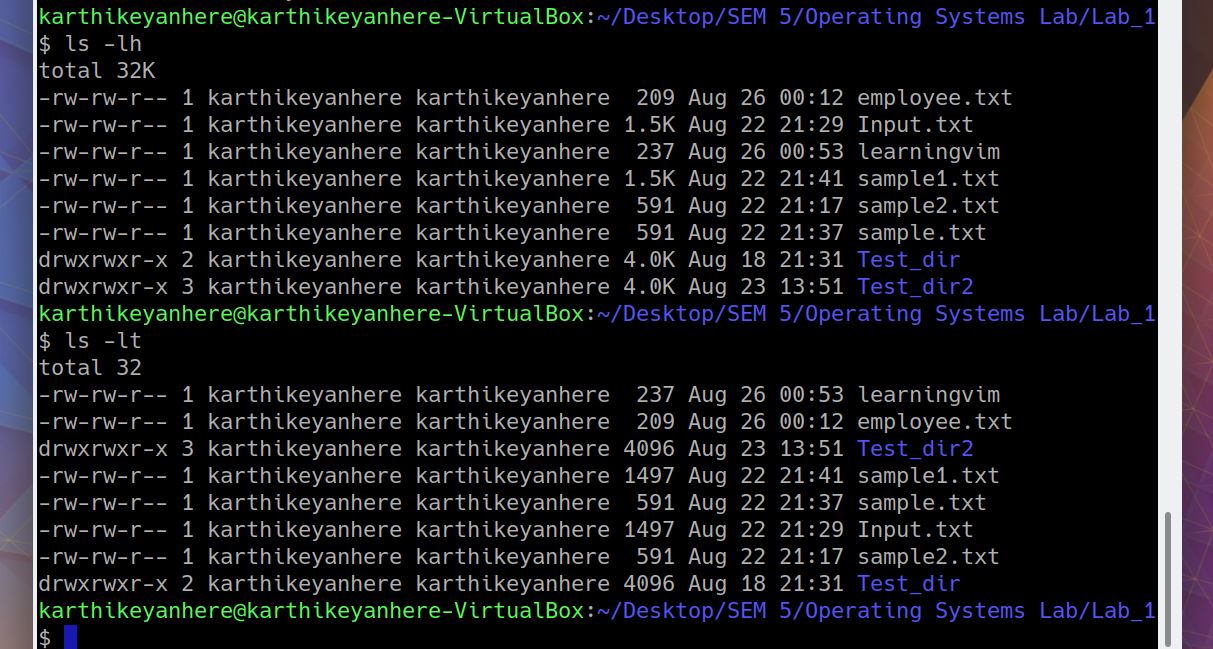 karthikeyanhere@karthikeyanhere-VirtualBox:~/Desktop/SEM 5/Operating Systems Lab/Lab_1
$ ls -lh
total 32K
-rw-rw-r-- 1 karthikeyanhere karthikeyanhere  209 Aug 26 00:12 employee.txt
-rw-rw-r-- 1 karthikeyanhere karthikeyanhere 1.5K Aug 22 21:29 Input.txt
-rw-rw-r-- 1 karthikeyanhere karthikeyanhere  237 Aug 26 00:53 learningvim
-rw-rw-r-- 1 karthikeyanhere karthikeyanhere 1.5K Aug 22 21:41 sample1.txt
-rw-rw-r-- 1 karthikeyanhere karthikeyanhere  591 Aug 22 21:17 sample2.txt
-rw-rw-r-- 1 karthikeyanhere karthikeyanhere  591 Aug 22 21:37 sample.txt
drwxrwxr-x 2 karthikeyanhere karthikeyanhere 4.0K Aug 18 21:31 Test_dir
drwxrwxr-x 3 karthikeyanhere karthikeyanhere 4.0K Aug 23 13:51 Test_dir2
karthikeyanhere@karthikeyanhere-VirtualBox:~/Desktop/SEM 5/Operating Systems Lab/Lab_1
$ ls -lt
total 32
-rw-rw-r-- 1 karthikeyanhere karthikeyanhere  237 Aug 26 00:53 learningvim
-rw-rw-r-- 1 karthikeyanhere karthikeyanhere  209 Aug 26 00:12 employee.txt
drwxrwxr-x 3 karthikeyanhere karthikeyanhere 4096 Aug 23 13:51 Test_dir2
-rw-rw-r-- 1 karthikeyanhere karthikeyanhere 1497 Aug 22 21:41 sample1.txt
-rw-rw-r-- 1 karthikeyanhere karthikeyanhere  591 Aug 22 21:37 sample.txt
-rw-rw-r-- 1 karthikeyanhere karthikeyanhere 1497 Aug 22 21:29 Input.txt
-rw-rw-r-- 1 karthikeyanhere karthikeyanhere  591 Aug 22 21:17 sample2.txt
drwxrwxr-x 2 karthikeyanhere karthikeyanhere 4096 Aug 18 21:31 Test_dir
karthikeyanhere@karthikeyanhere-VirtualBox:~/Desktop/SEM 5/Operating Systems Lab/Lab_1
$